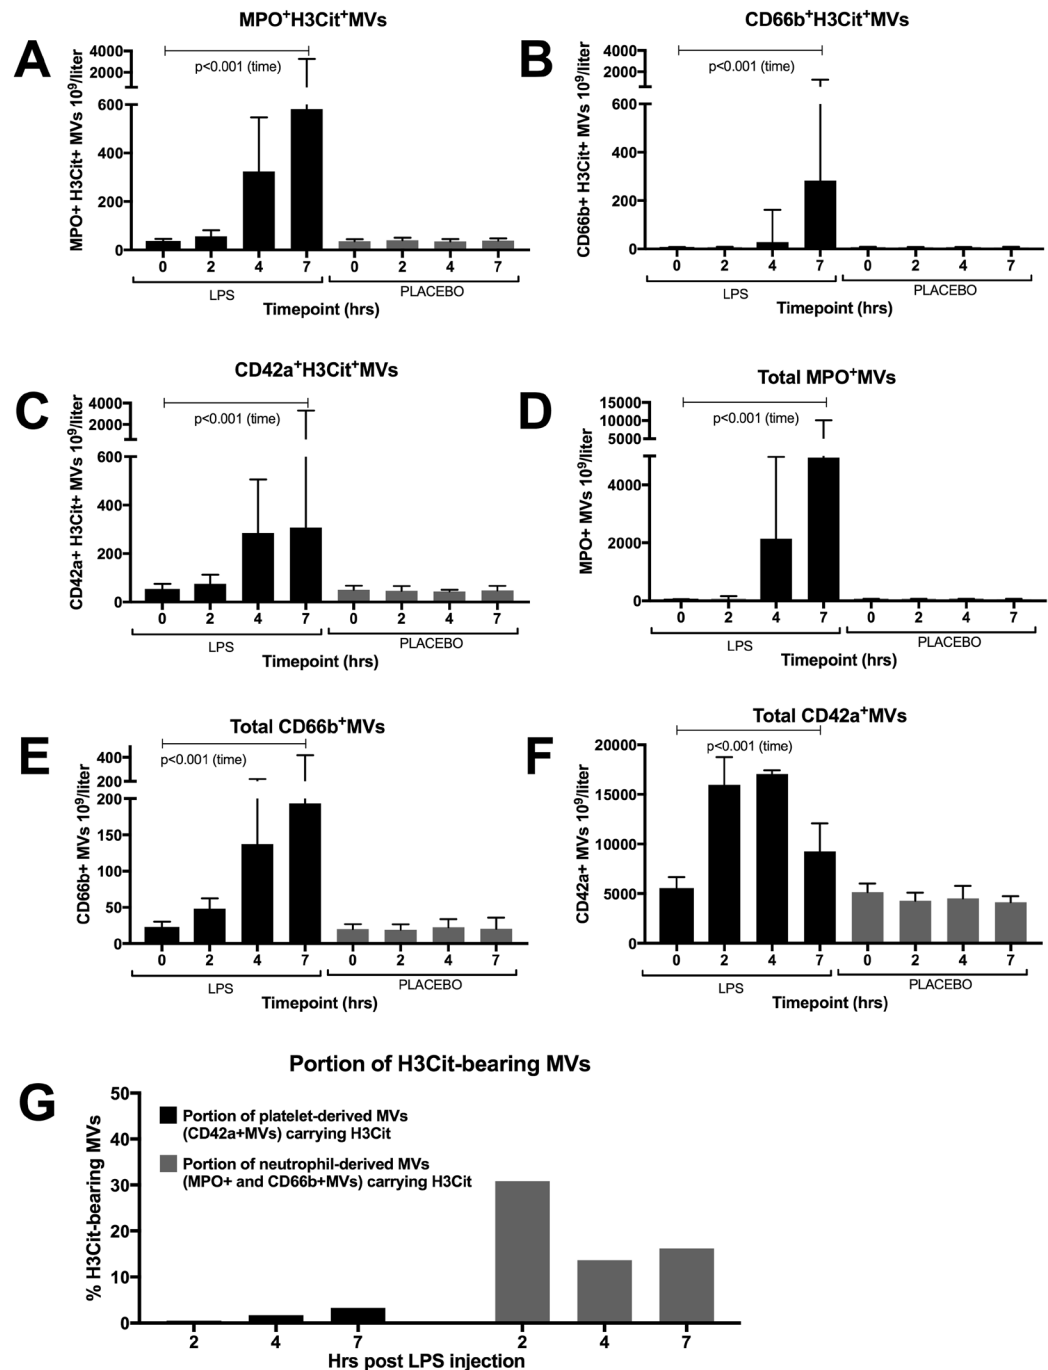 A
MPO⁺H3Cit⁺MVs
MPO+ H3Cit+ MVs 10⁹/liter
4000
2000
600
400
200
0
p<0.001 (time)
0 2 4 7 0 2 4 7
LPS PLACEBO
Timepoint (hrs)
B
CD66b⁺H3Cit⁺MVs
CD66b+ H3Cit+ MVs 10⁹/liter
4000
2000
600
400
200
0
p<0.001 (time)
0 2 4 7 0 2 4 7
LPS PLACEBO
Timepoint (hrs)
C
CD42a⁺H3Cit⁺MVs
CD42a+ H3Cit+ MVs 10⁹/liter
4000
2000
600
400
200
0
p<0.001 (time)
0 2 4 7 0 2 4 7
LPS PLACEBO
Timepoint (hrs)
D
Total MPO⁺MVs
MPO+ MVs 10⁹/liter
15000
10000
5000
4000
2000
0
p<0.001 (time)
0 2 4 7 0 2 4 7
LPS PLACEBO
Timepoint (hrs)
E
Total CD66b⁺MVs
CD66b+ MVs 10⁹/liter
400
200
200
150
100
50
0
p<0.001 (time)
0 2 4 7 0 2 4 7
LPS PLACEBO
Timepoint (hrs)
F
Total CD42a⁺MVs
CD42a+ MVs 10⁹/liter
20000
15000
10000
5000
0
p<0.001 (time)
0 2 4 7 0 2 4 7
LPS PLACEBO
Timepoint (hrs)
G
Portion of H3Cit-bearing MVs
% H3Cit-bearing MVs
50
40
30
20
10
0
Portion of platelet-derived MVs
(CD42a+MVs) carrying H3Cit
Portion of neutrophil-derived MVs
(MPO+ and CD66b+MVs) carrying H3Cit
2 4 7 2 4 7
Hrs post LPS injection